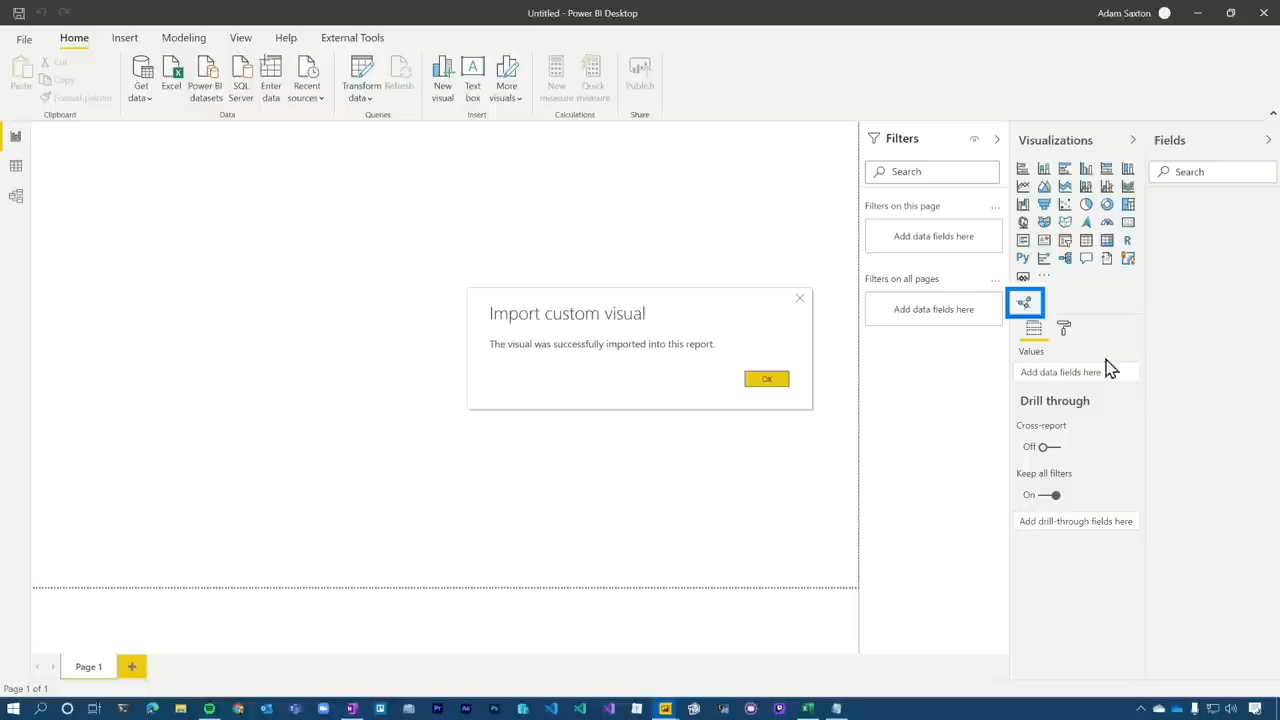 Untitled - Power BI Desktop
Adam Saxton
File
Home
Insert
Modeling
View
Help
External Tools
Paste
Cut
Copy
Format painter
Clipboard
Get
data
Excel
Power BI
datasets
SQL
Server
Enter
data
Recent
sources
Data
Transform
data
Refresh
Queries
New
visual
Text
box
More
visuals
Insert
New
measure
Quick
measure
Calculations
Publish
Share
Filters
Search
Filters on this page
Add data fields here
Filters on all pages
Add data fields here
Visualizations
R
Py
Values
Add data fields here
Drill through
Cross-report
Off
Keep all filters
On
Add drill-through fields here
Fields
Search
Import custom visual
The visual was successfully imported into this report.
OK
Page 1
Page 1 of 1